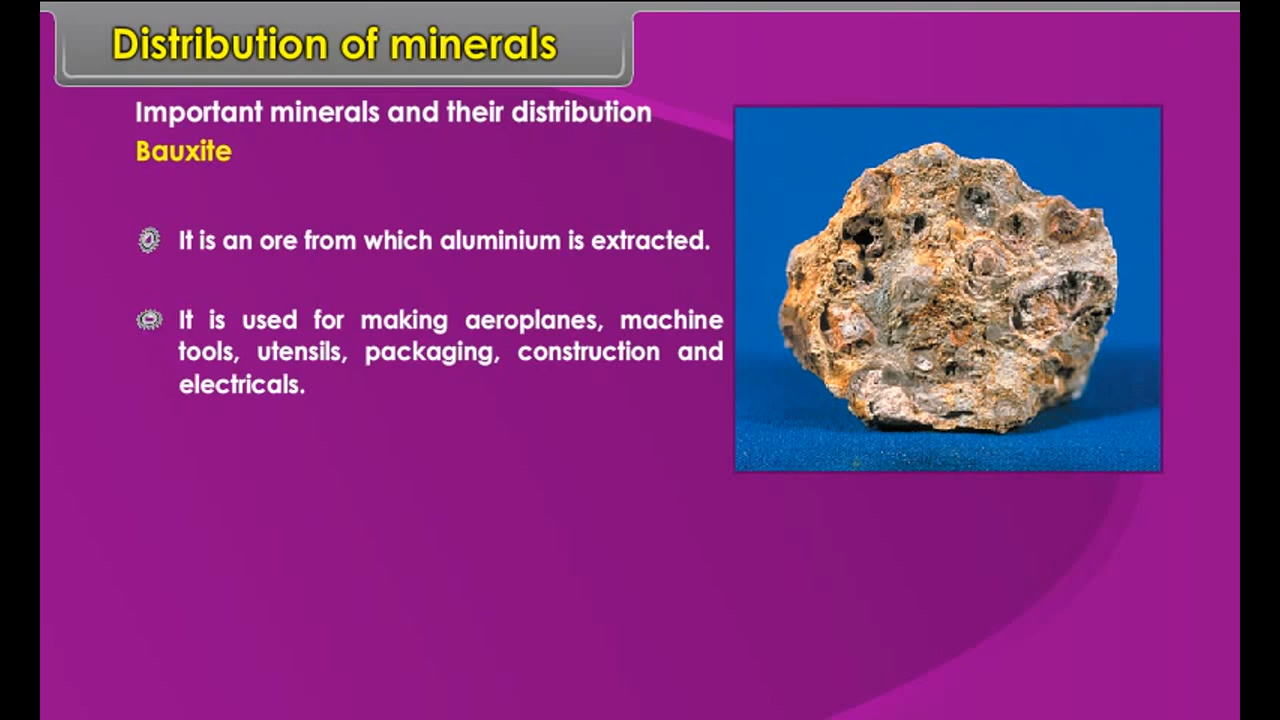 Distribution of minerals
Important minerals and their distribution
Bauxite
It is an ore from which aluminium is extracted.
It is used for making aeroplanes, machine
tools, utensils, packaging, construction and
electricals.